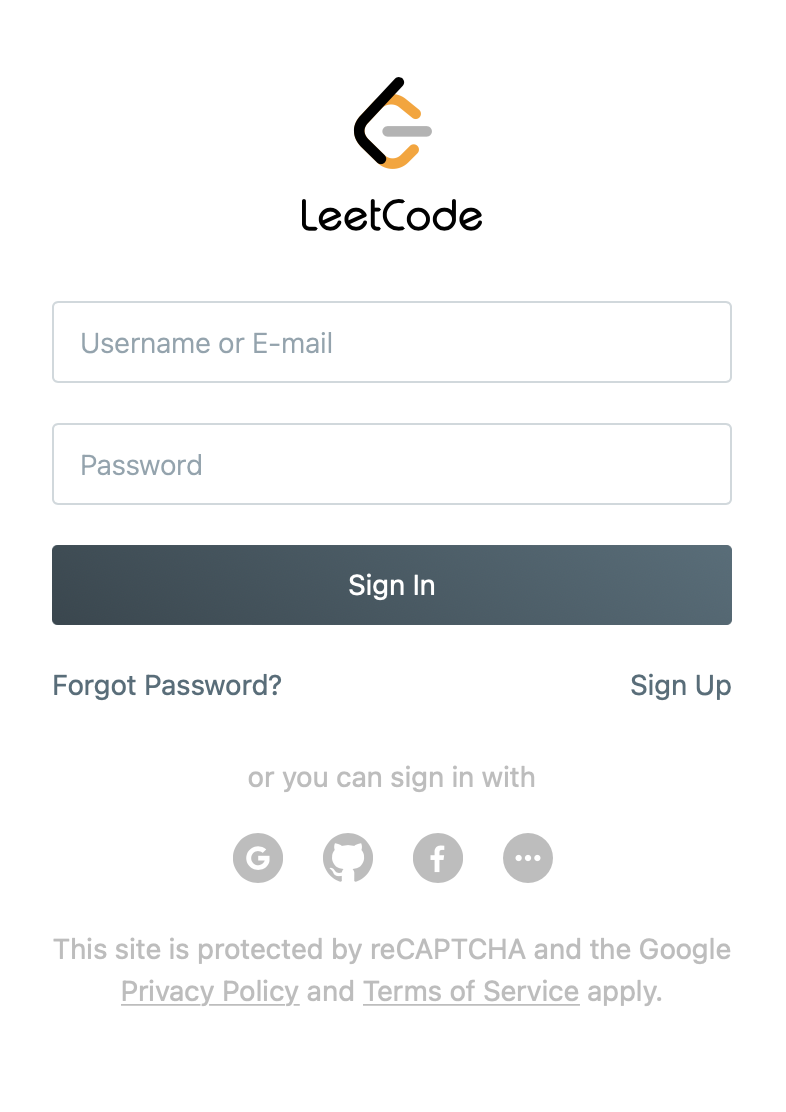 LeetCode
Username or E-mail
Password
Sign In
Forgot Password?
Sign Up
or you can sign in with
This site is protected by reCAPTCHA and the Google
Privacy Policy and Terms of Service apply.